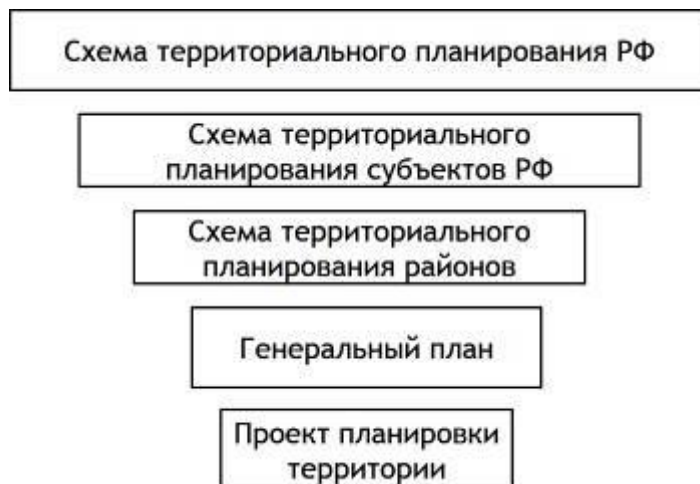 Схема территориального планирования РФ
Схема территориального
планирования субъектов РФ
Схема территориального
планирования районов
Генеральный план
Проект планировки
территории